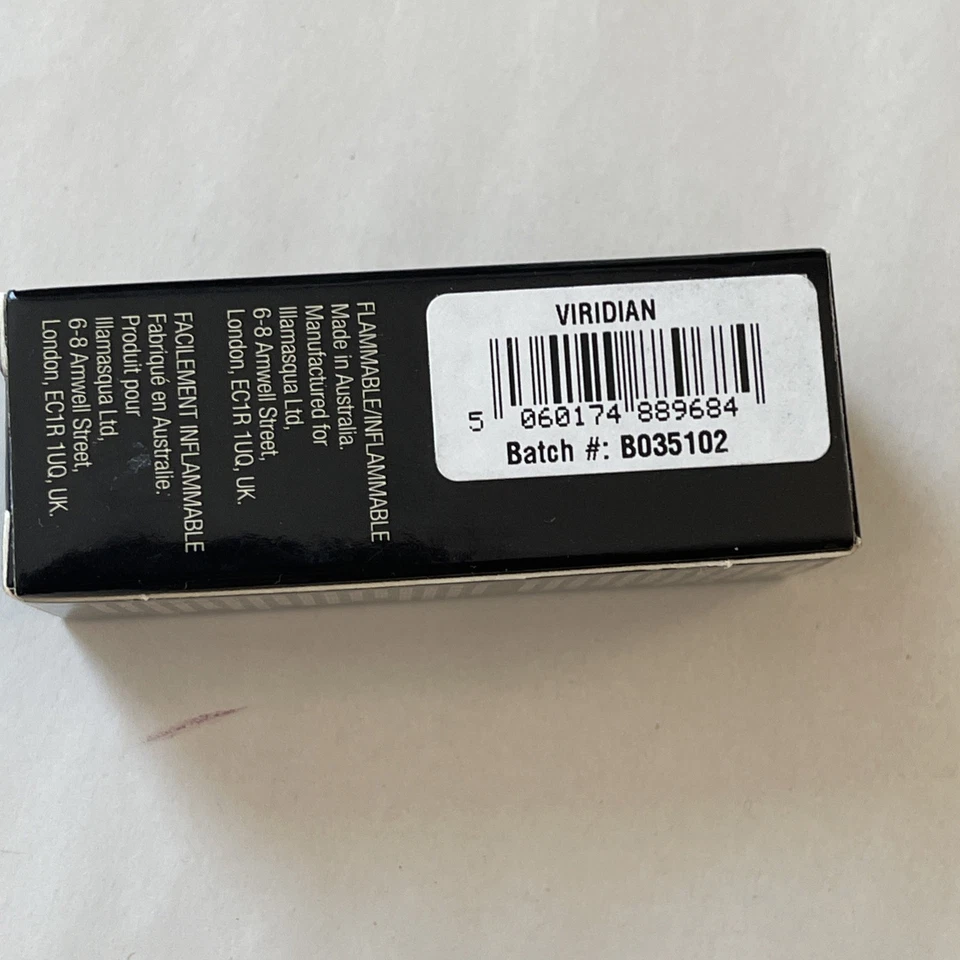 VIRIDIAN
5 060174 889684
Batch #: B035102
FLAMMABLE/INFLAMMABLE
Made in Australia.
Manufactured for
Illamasqua Ltd,
6-8 Amwell Street,
London, EC1R 1UQ, UK.
FACILEMENT INFLAMMABLE
Fabriqué en Australie.
Produit pour
Illamasqua Ltd,
6-8 Amwell Street,
London, EC1R 1UQ, UK.